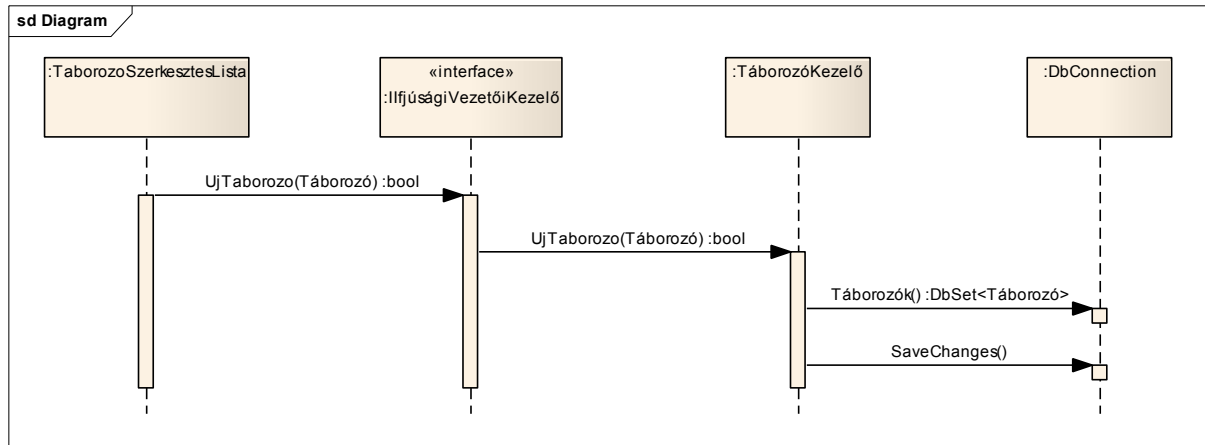 sd Diagram
:TaborozoSzerkesztesLista
«interface»
:IIfjúságiVezetőiKezelő
:TáborozóKezelő
:DbConnection
UjTaborozo(Táborozó) :bool
UjTaborozo(Táborozó) :bool
Táborozók() :DbSet<Táborozó>
SaveChanges()